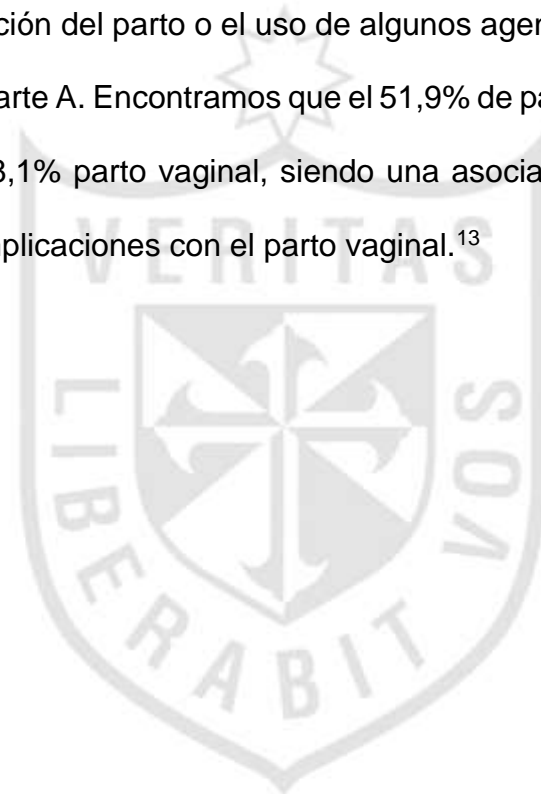 ción del parto o el uso de algunos agen
arte A. Encontramos que el 51,9% de pa
3,1% parto vaginal, siendo una asocia
plicaciones con el parto vaginal.¹³
VERITAS
LIBERABIT VOS